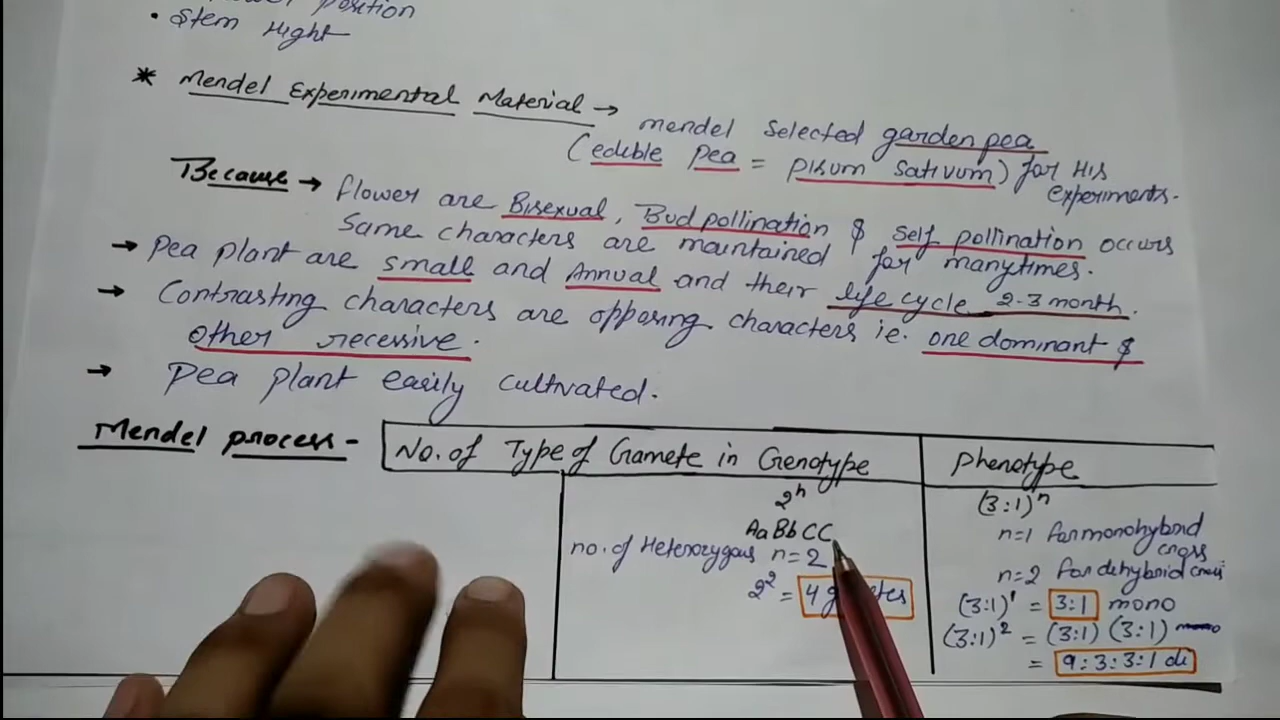 Position
• Stem Hight
* Mendel Experimental Material →
mendel selected garden pea
(edible pea = pisum sativum) for His
experiments.
Because → flower are Bisexual, Bud pollination & self pollination occurs
Same characters are maintained for manytimes.
→ Pea plant are small and Annual and their life cycle 2-3 month.
→ Contrasting characters are opposing characters ie. one dominant &
other recessive.
→ Pea plant easily cultivated.
Mendel process-
No. of Type of Gamete in Genotype
2ⁿ
AaBbCC
no. of Heterozygous n=2
2² = 4
Phenotype
(3:1)ⁿ
n=1 for monohybrid
cross
n=2 for dehybrid cross
(3:1)¹ = 3:1 mono
(3:1)² = (3:1) (3:1)
= 9:3:3:1 di